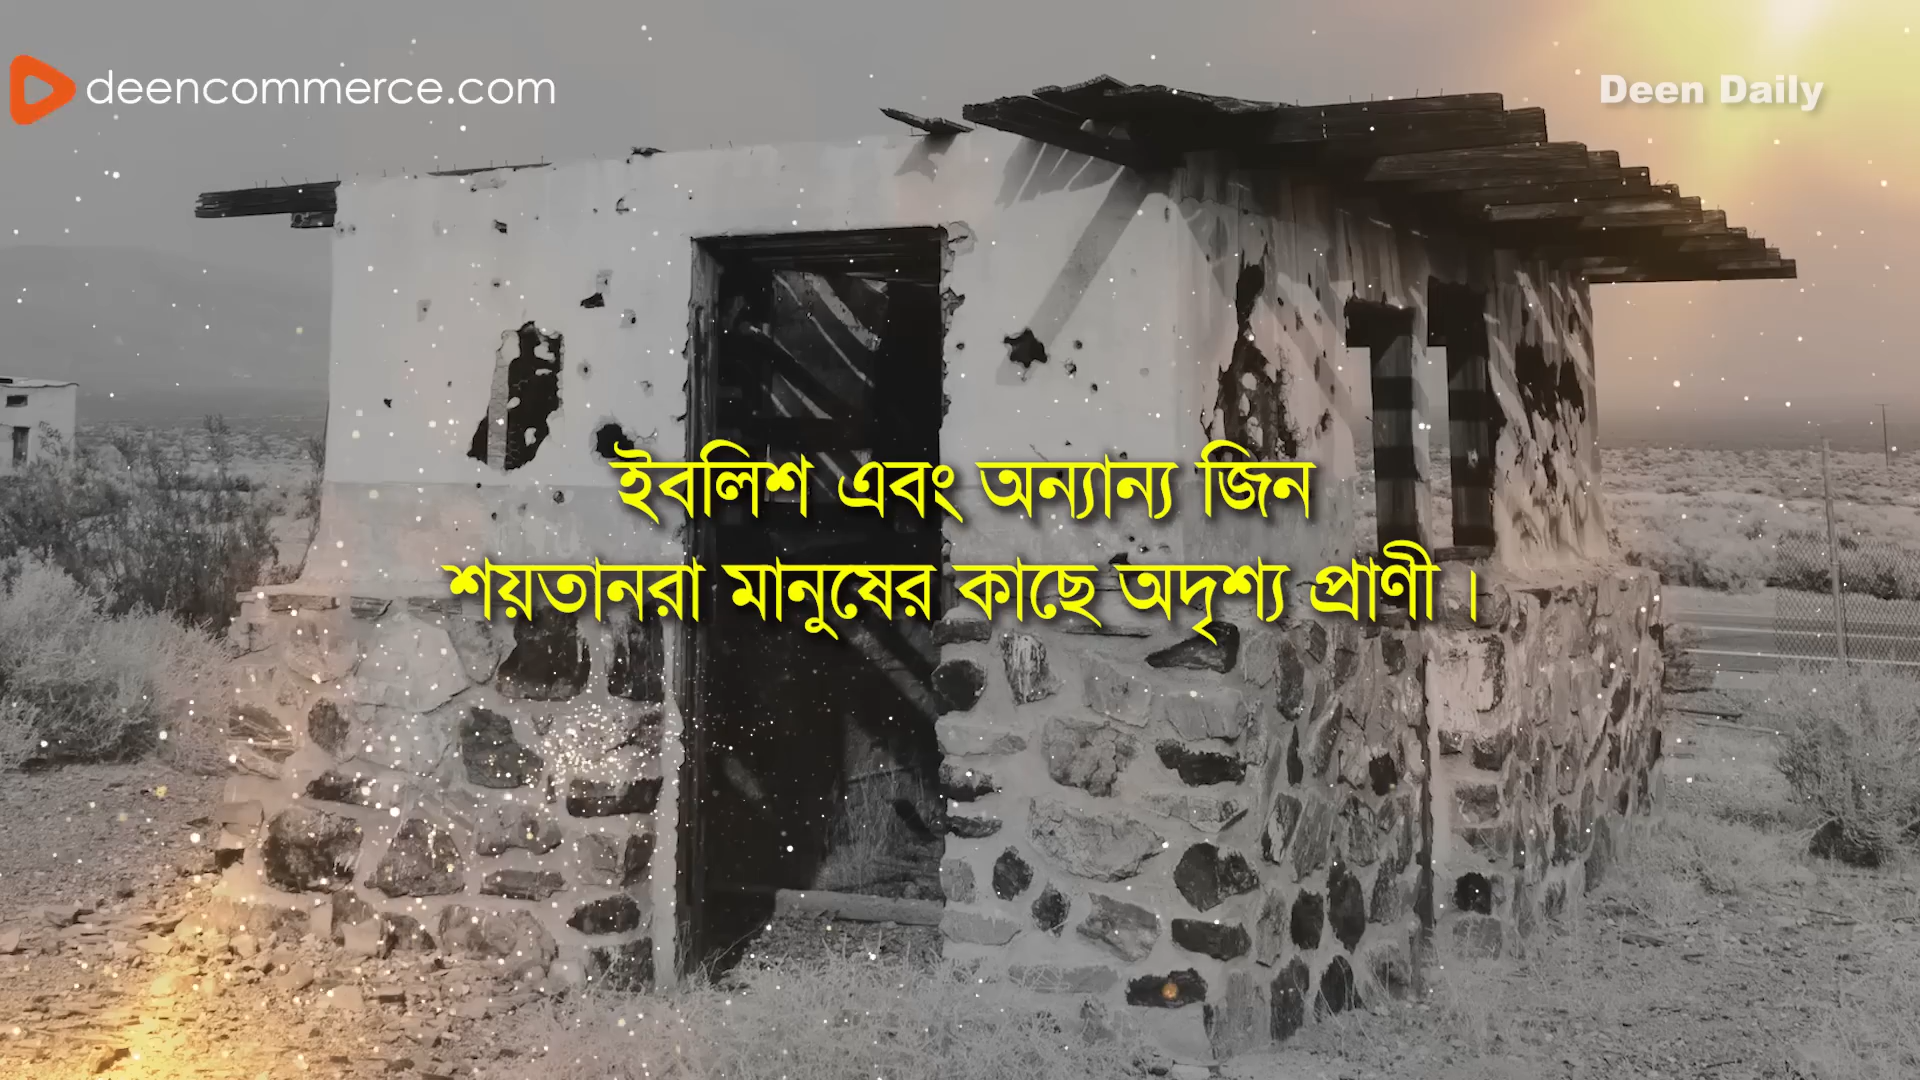 deencommerce.com
Deen Daily
ইবলিশ এবং অন্যান্য জিন
শয়তানরা মানুষের কাছে অদৃশ্য প্রাণী।